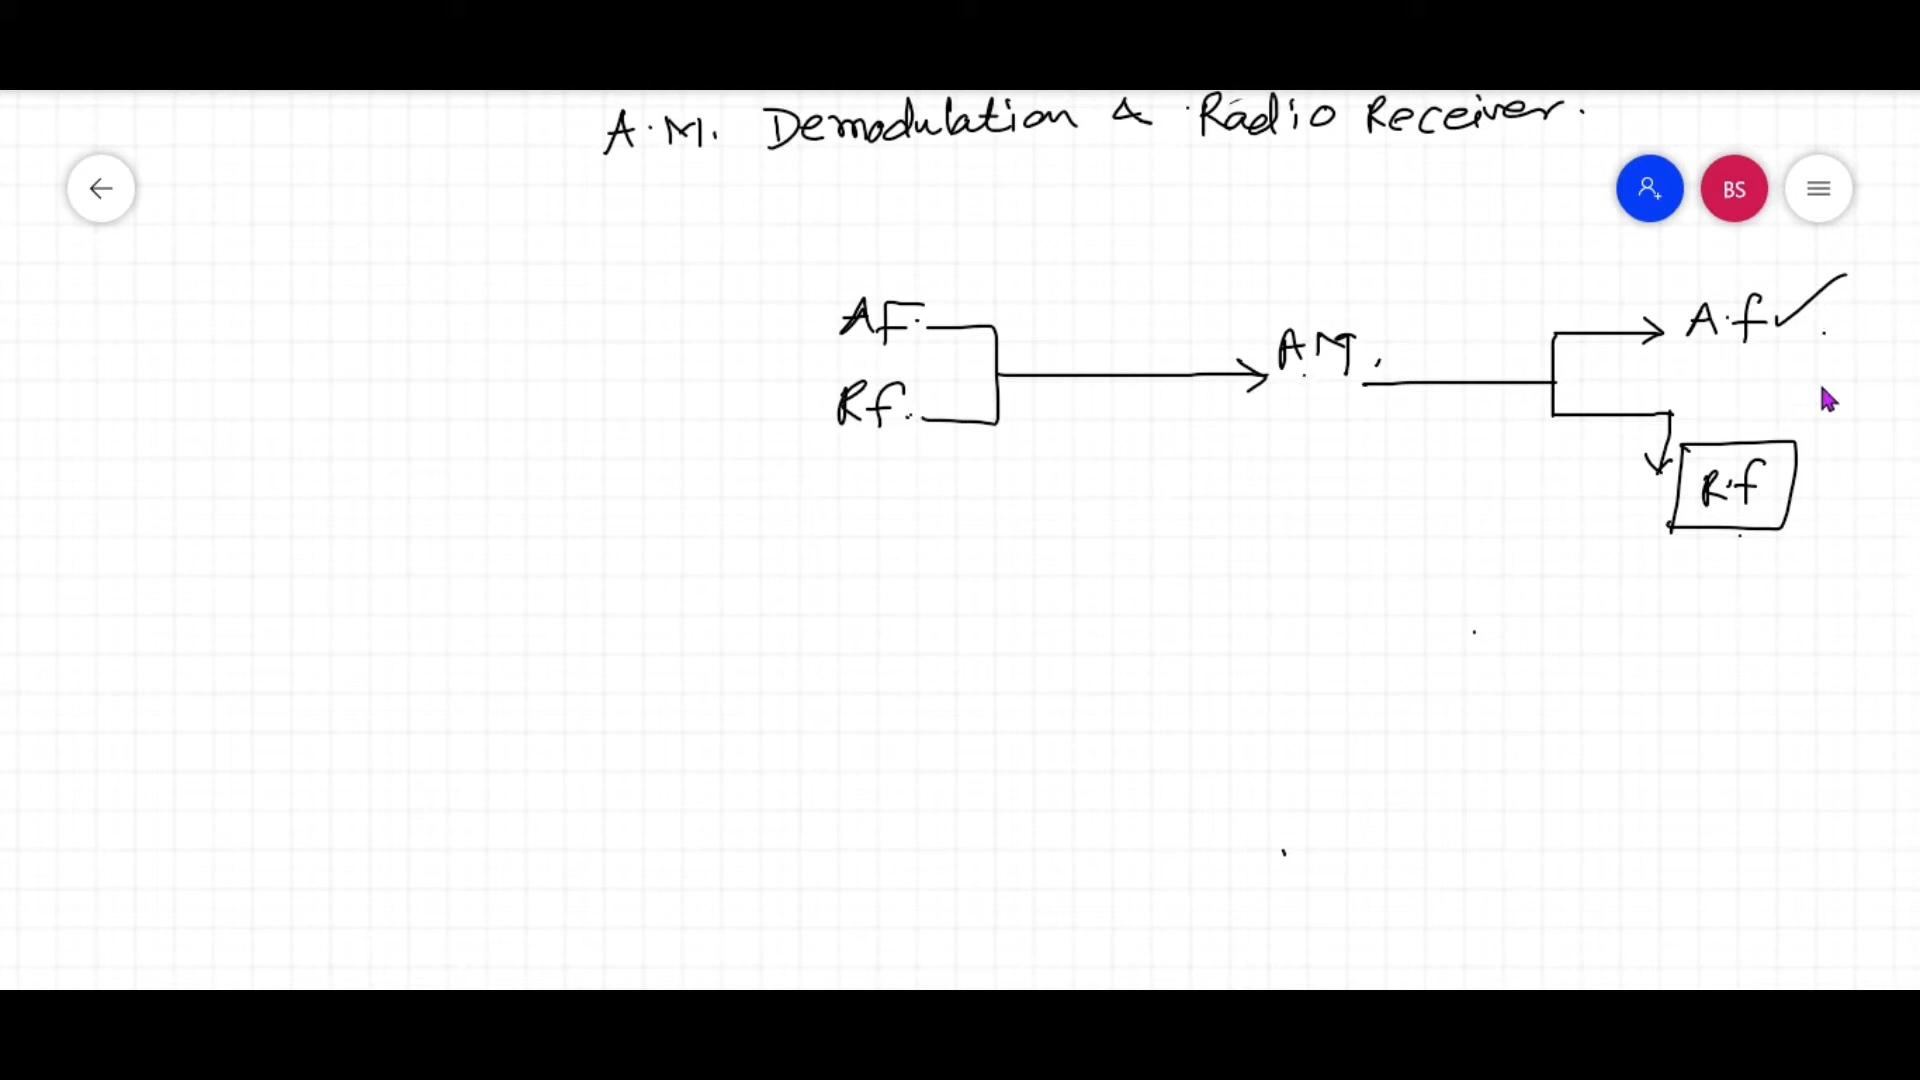 A.M. Demodulation & Radio Receiver.
BS
AF.
Rf.
A.M.
A.f
R.f